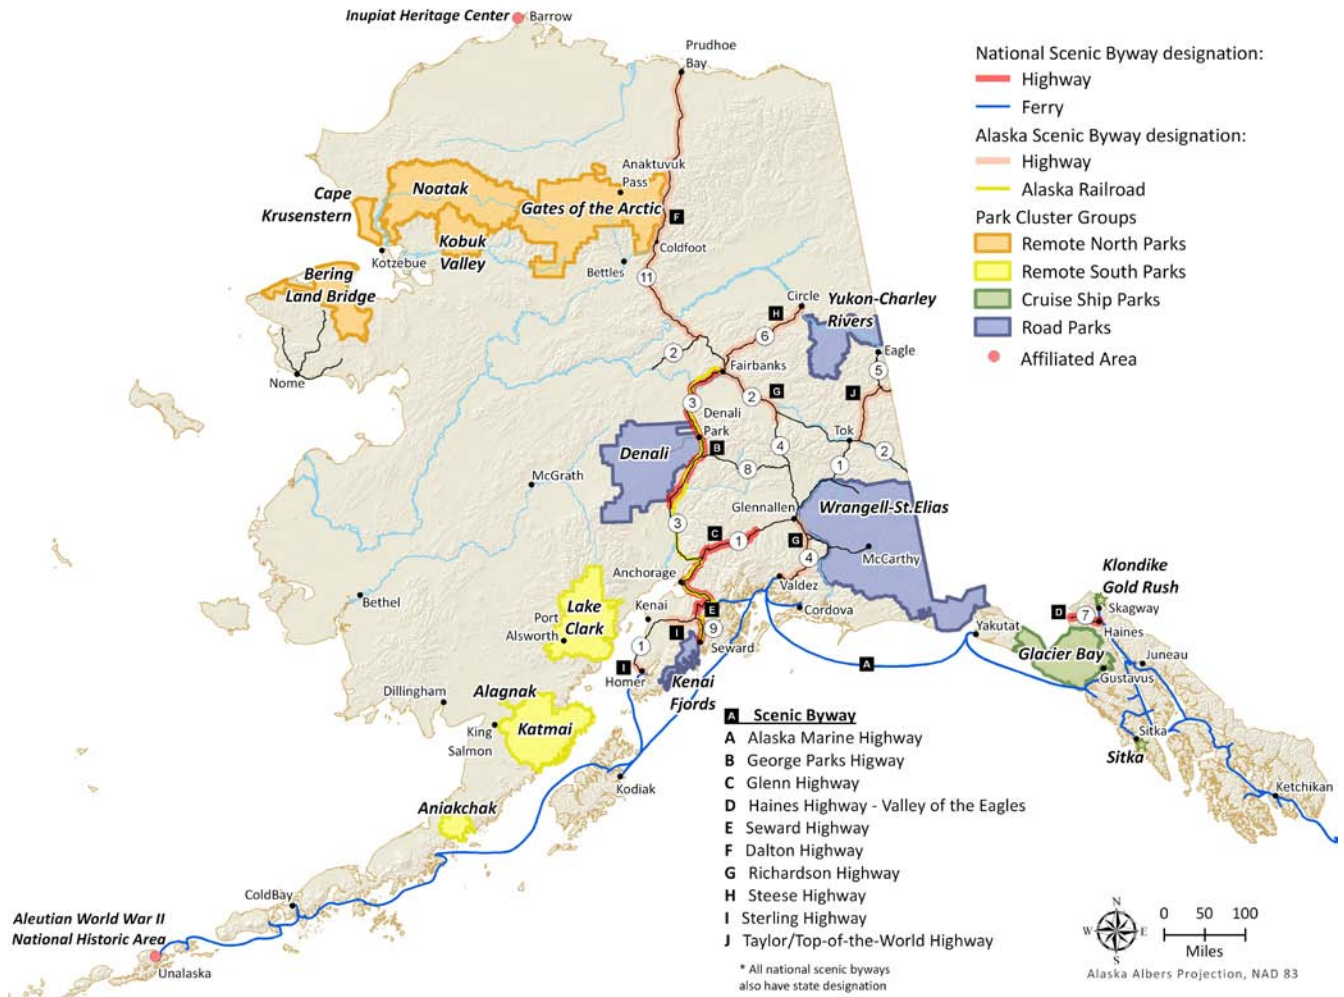 Inupiat Heritage Center
Barrow
Prudhoe
Bay
National Scenic Byway designation:
Highway
Ferry
Alaska Scenic Byway designation:
Highway
Alaska Railroad
Park Cluster Groups
Remote North Parks
Remote South Parks
Cruise Ship Parks
Road Parks
Affiliated Area
Anaktuvuk
Pass
Noatak
Cape
Krusenstern
Gates of the Arctic
F
Kobuk
Valley
Coldfoot
Kotzebue
Bettles
11
Bering
Land Bridge
Circle
Yukon-Charley
Rivers
H
6
2
Eagle
Fairbanks
5
Nome
G
J
3
2
Denali
Park
Tok
4
2
Denali
B
1
8
McGrath
Glennallen
Wrangell-St.Elias
3
C
1
G
McCarthy
4
Anchorage
Valdez
Klondike
Gold Rush
Bethel
Kenai
Cordova
Skagway
Lake
Clark
E
D
7
Port
Alsworth
9
I
Haines
Yakutat
1
Seward
Glacier Bay
Juneau
I
A
Gustavus
Homer
Kenai
Fjords
Dillingham
Alagnak
King
Salmon
Katmai
Sitka
Sitka
Kodiak
Ketchikan
Aniakchak
A Scenic Byway
A Alaska Marine Highway
B George Parks Higway
C Glenn Highway
D Haines Highway - Valley of the Eagles
E Seward Highway
F Dalton Highway
G Richardson Highway
H Steese Highway
I Sterling Highway
J Taylor/Top-of-the-World Highway
* All national scenic byways
also have state designation
ColdBay
Aleutian World War II
National Historic Area
Unalaska
N
W
E
S
0 50 100
Miles
Alaska Albers Projection, NAD 83